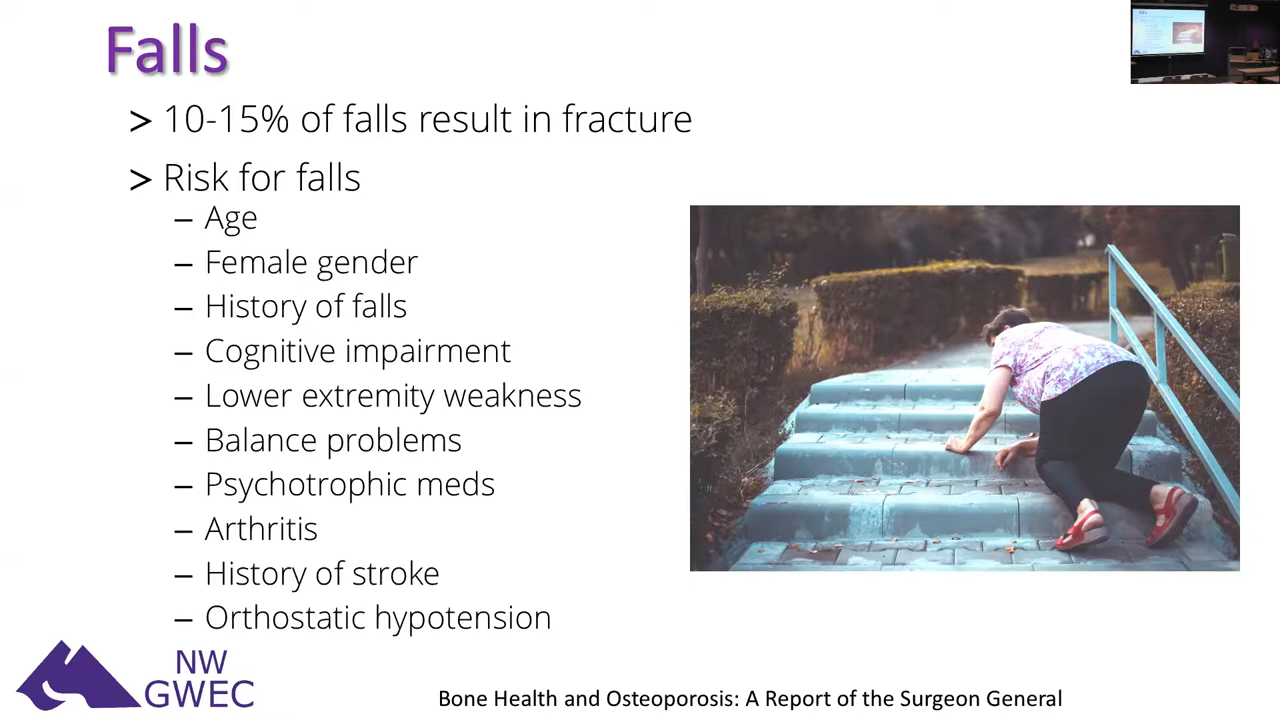 Falls
> 10-15% of falls result in fracture
> Risk for falls
– Age
– Female gender
– History of falls
– Cognitive impairment
– Lower extremity weakness
– Balance problems
– Psychotrophic meds
– Arthritis
– History of stroke
– Orthostatic hypotension
NW
GWEC
Bone Health and Osteoporosis: A Report of the Surgeon General